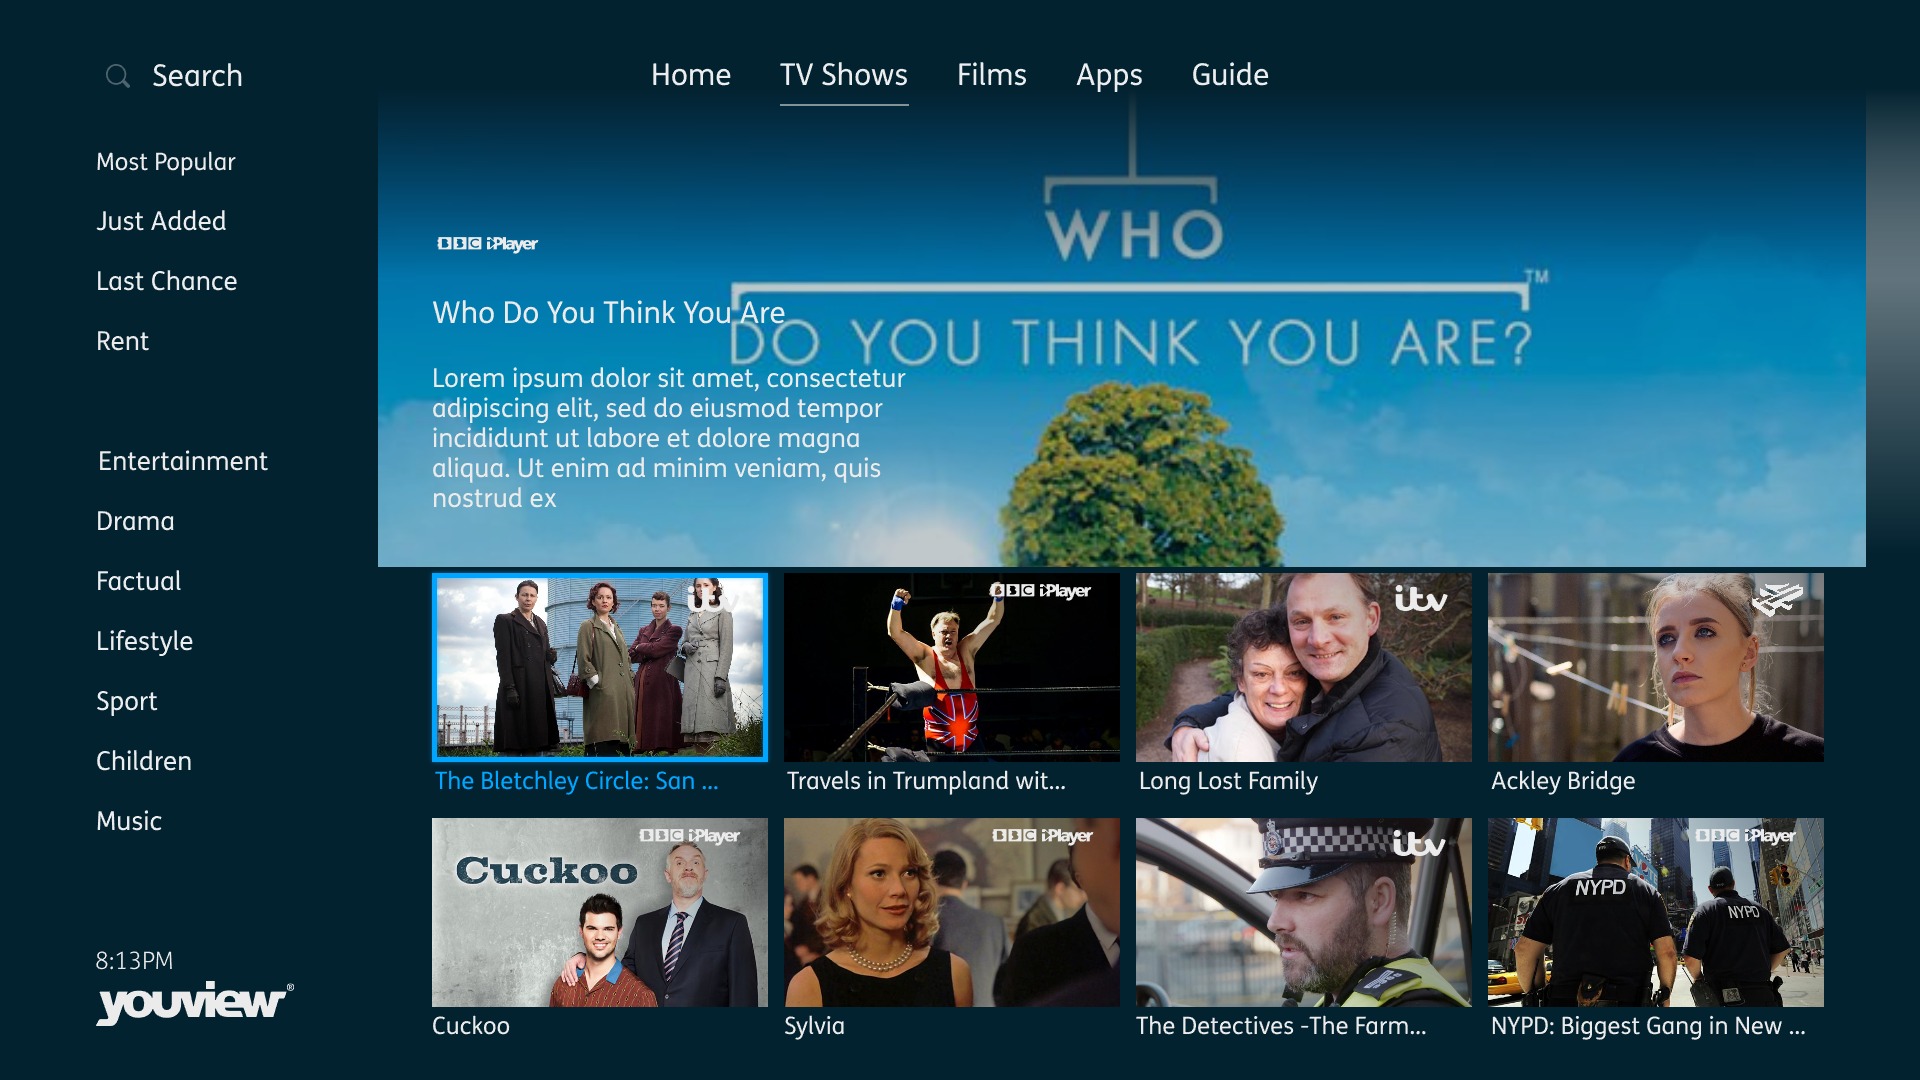 Search
Home
TV Shows
Films
Apps
Guide
Most Popular
Just Added
Last Chance
Rent
Entertainment
Drama
Factual
Lifestyle
Sport
Children
Music
8:13PM
youview®
WHO
DO YOU THINK YOU ARE?™
BBC iPlayer
Who Do You Think You Are
Lorem ipsum dolor sit amet, consectetur
adipiscing elit, sed do eiusmod tempor
incididunt ut labore et dolore magna
aliqua. Ut enim ad minim veniam, quis
nostrud ex
itv
The Bletchley Circle: San ...
BBC iPlayer
Travels in Trumpland wit...
itv
Long Lost Family
Ackley Bridge
BBC iPlayer
Cuckoo
Cuckoo
BBC iPlayer
Sylvia
itv
The Detectives -The Farm...
BBC iPlayer
NYPD
NYPD
NYPD: Biggest Gang in New ...